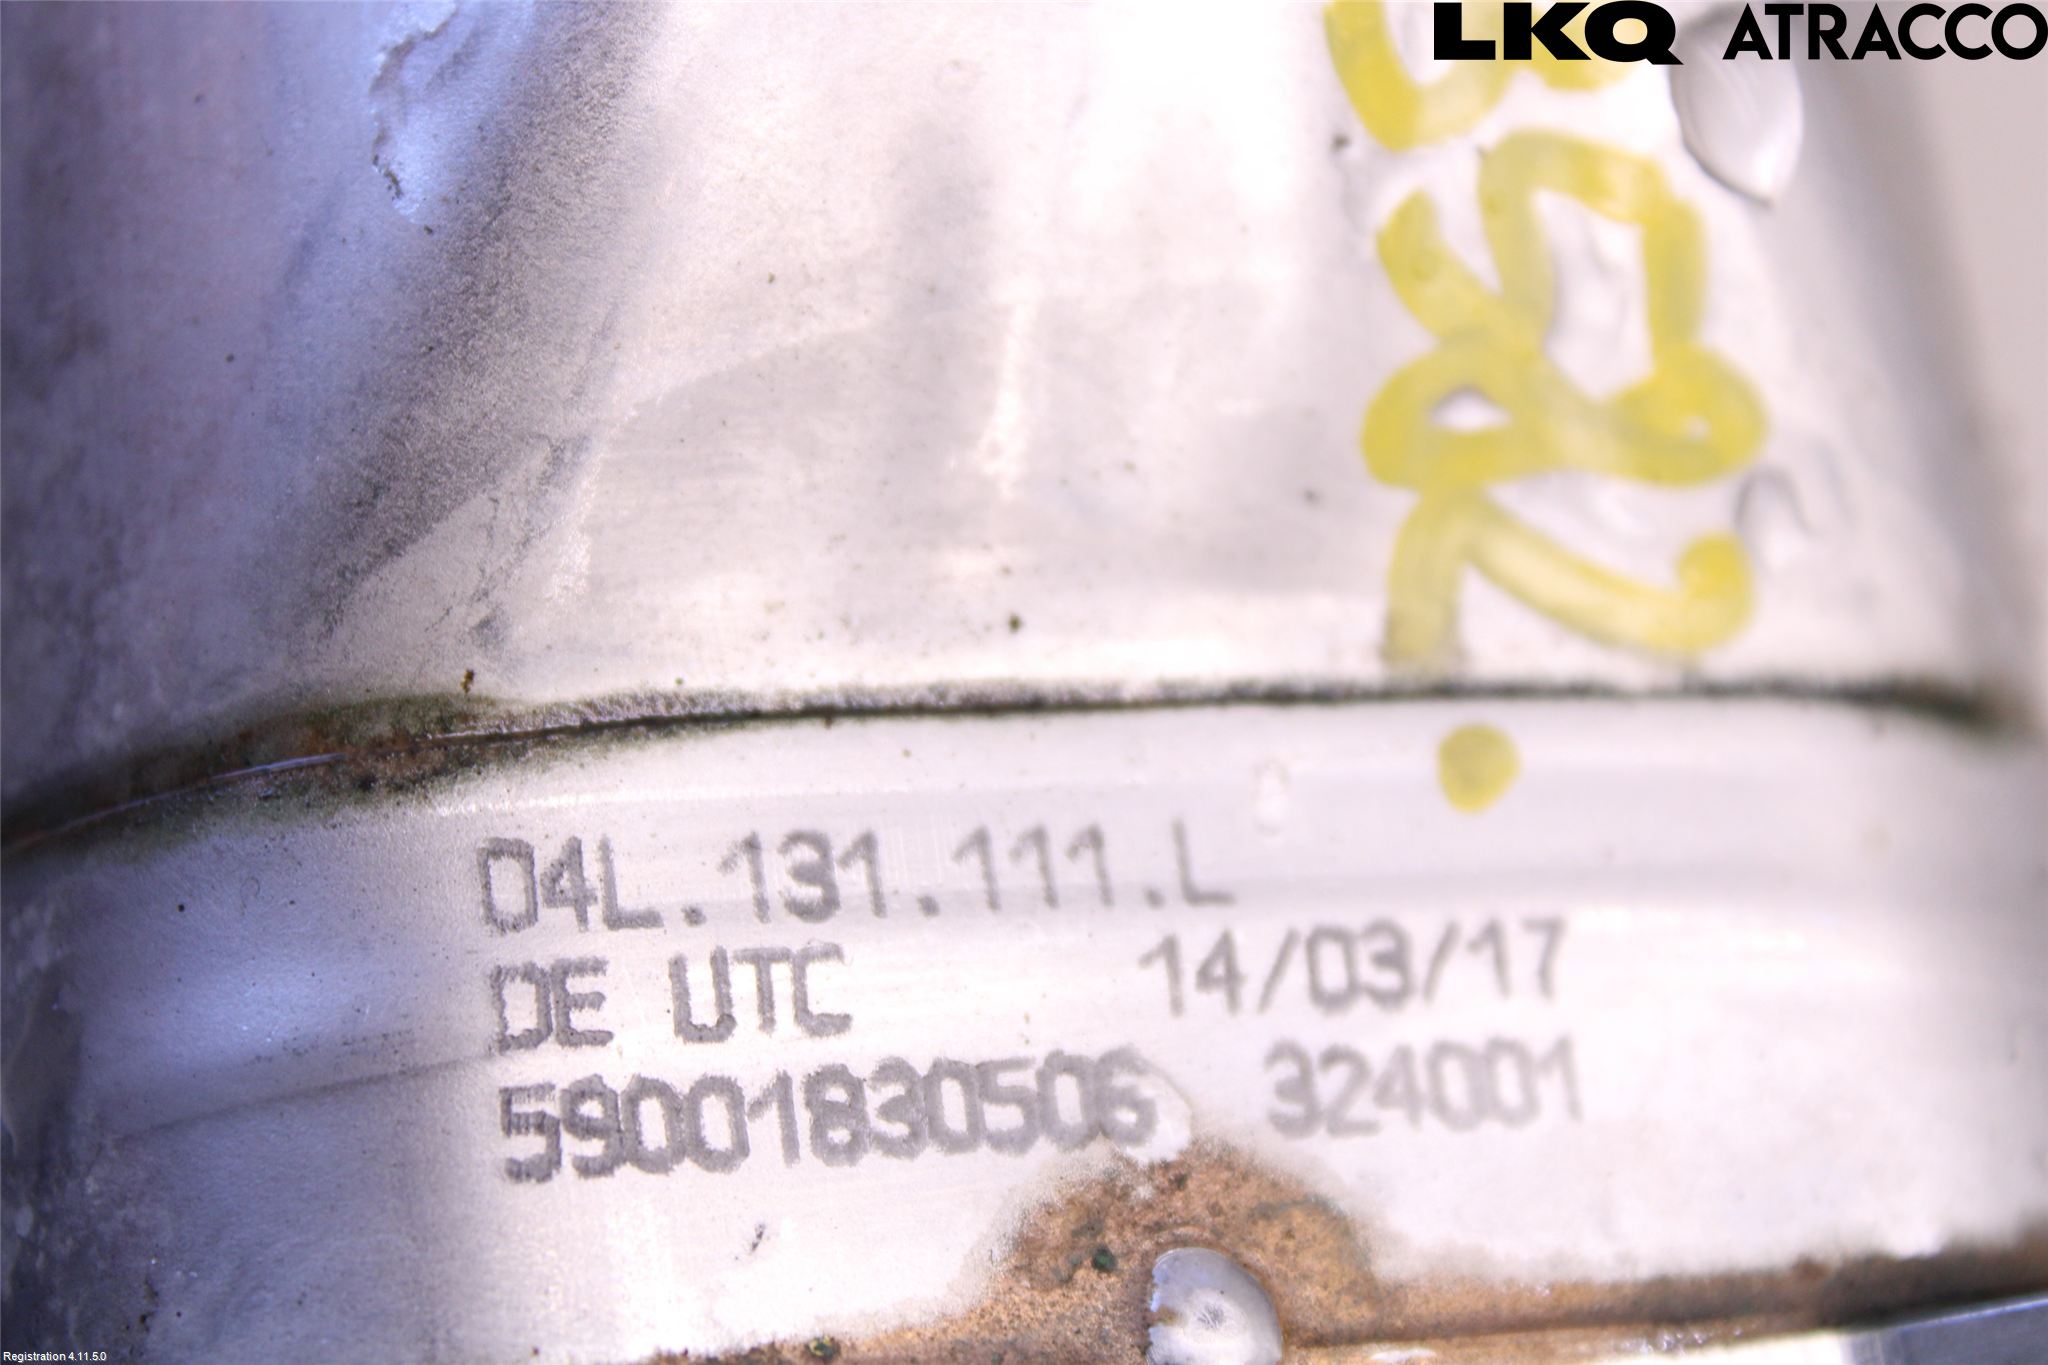 LKQ ATRACCO
04L.131.111.L
DE UTC 14/03/17
59001830506 324001
Registration 4.11.5.0